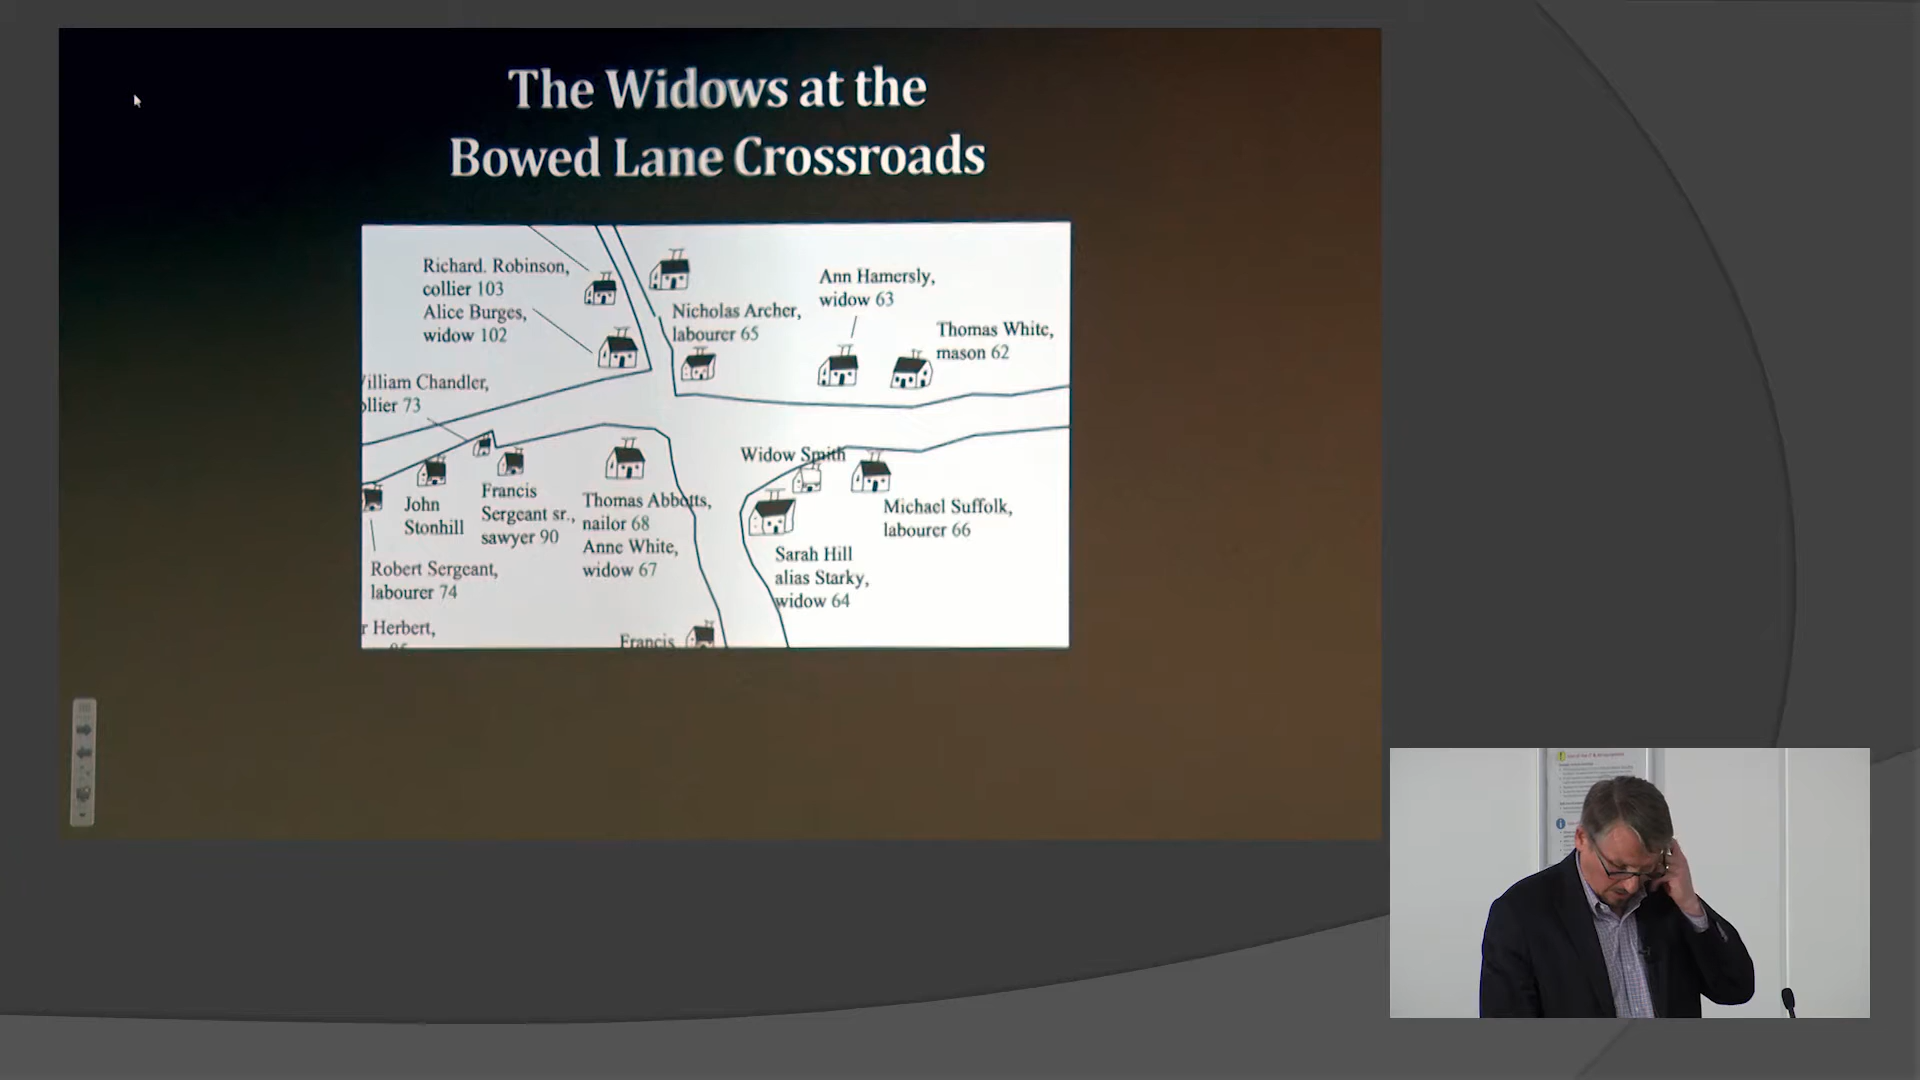 The Widows at the
Bowed Lane Crossroads
Richard. Robinson,
collier 103
Alice Burges,
widow 102
Nicholas Archer,
labourer 65
Ann Hamersly,
widow 63
Thomas White,
mason 62
illiam Chandler,
ollier 73
John
Stonhill
Francis
Sergeant sr.,
sawyer 90
Thomas Abbotts,
nailor 68
Anne White,
widow 67
Widow Smith
Michael Suffolk,
labourer 66
Sarah Hill
alias Starky,
widow 64
Robert Sergeant,
labourer 74
r Herbert,
Francis